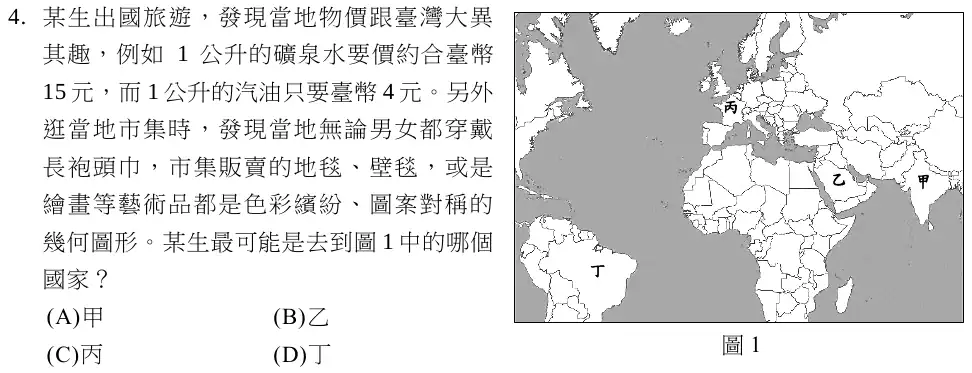 4. 某生出國旅遊，發現當地物價跟臺灣大異
其趣，例如 1 公升的礦泉水要價約合臺幣
15 元，而 1 公升的汽油只要臺幣 4 元。另外
逛當地市集時，發現當地無論男女都穿戴
長袍頭巾，市集販賣的地毯、壁毯，或是
繪畫等藝術品都是色彩繽紛、圖案對稱的
幾何圖形。某生最可能是去到圖 1 中的哪個
國家？
(A)甲 (B)乙
(C)丙 (D)丁
丙
乙
甲
丁
圖 1